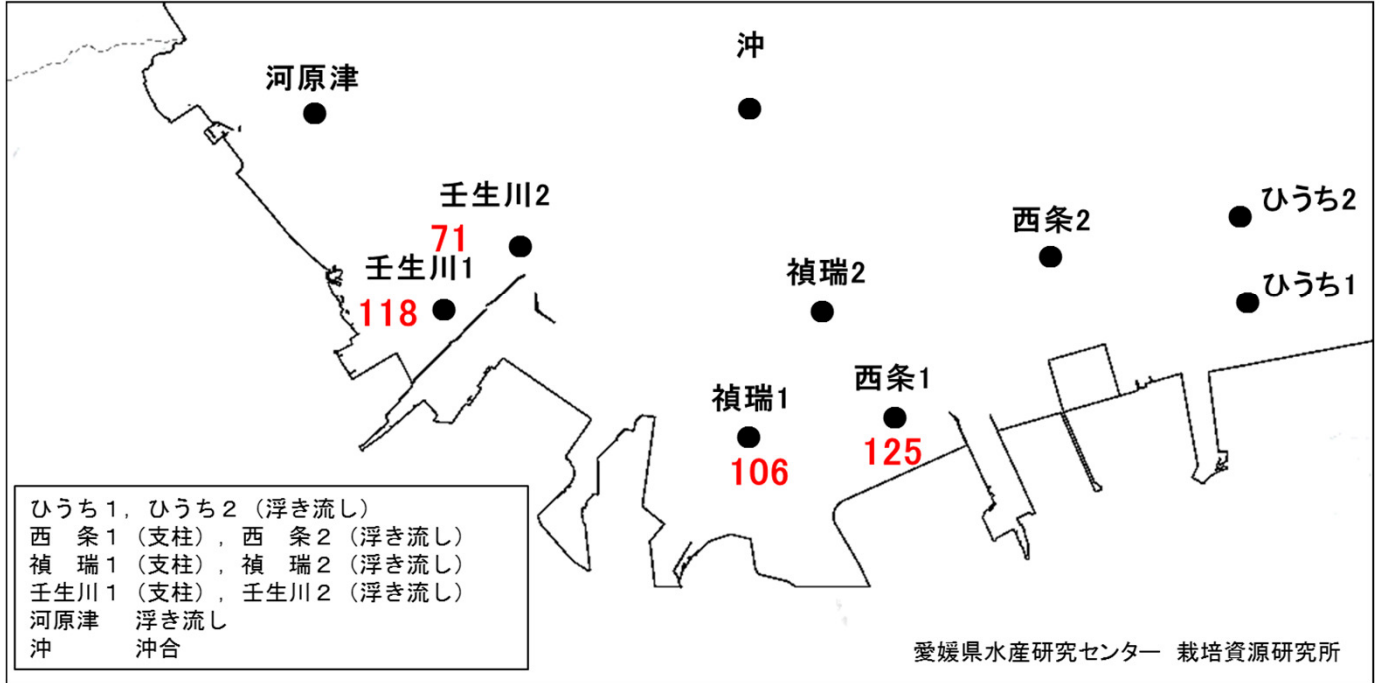 沖
河原津
壬生川2
71
ひうち2
西条2
壬生川1
118
禎瑞2
ひうち1
西条1
禎瑞1
125
106
ひうち１，ひうち２（浮き流し）
西　条１（支柱），西　条２（浮き流し）
禎　瑞１（支柱），禎　瑞２（浮き流し）
壬生川１（支柱），壬生川２（浮き流し）
河原津　　浮き流し
沖　　　　沖合
愛媛県水産研究センター　栽培資源研究所